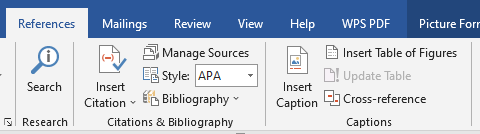 References Mailings Review View Help WPS PDF Picture Form
Search
Research
Insert Citation
Manage Sources
Style: APA
Bibliography
Citations & Bibliography
Insert Caption
Insert Table of Figures
Update Table
Cross-reference
Captions